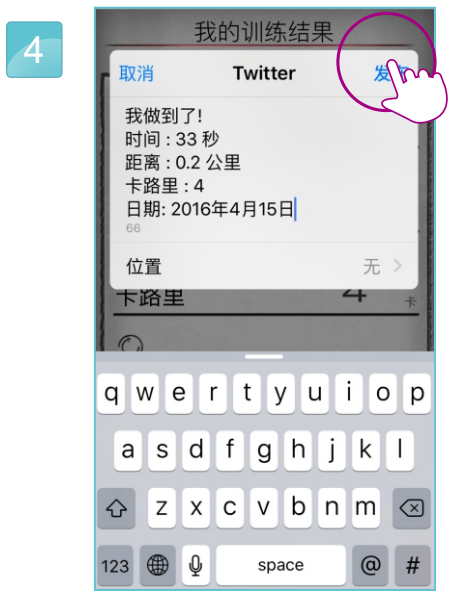 4
我的训练结果
取消 Twitter 发
我做到了!
时间 : 33 秒
距离 : 0.2 公里
卡路里 : 4
日期: 2016年4月15日
66
位置 无
卡路里 4 卡
q w e r t y u i o p
a s d f g h j k l
z x c v b n m
123 space @ #